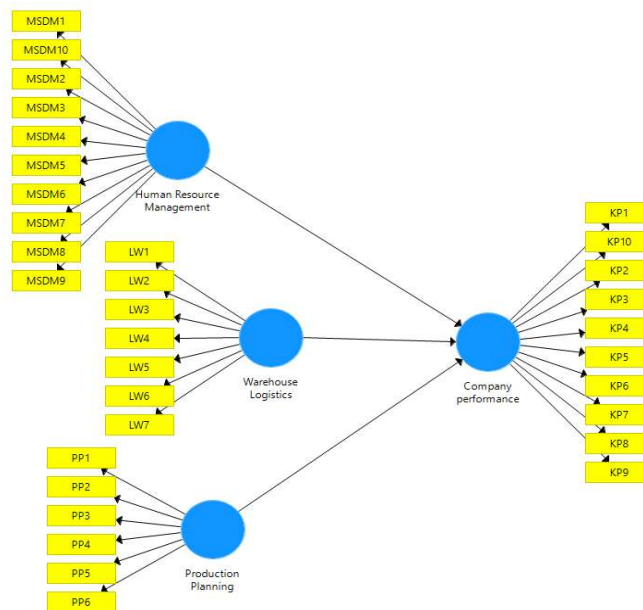 MSDM1
MSDM10
MSDM2
MSDM3
MSDM4
MSDM5
MSDM6
MSDM7
MSDM8
MSDM9
Human Resource
Management
LW1
LW2
LW3
LW4
LW5
LW6
LW7
Warehouse
Logistics
PP1
PP2
PP3
PP4
PP5
PP6
Production
Planning
Company
performance
KP1
KP10
KP2
KP3
KP4
KP5
KP6
KP7
KP8
KP9